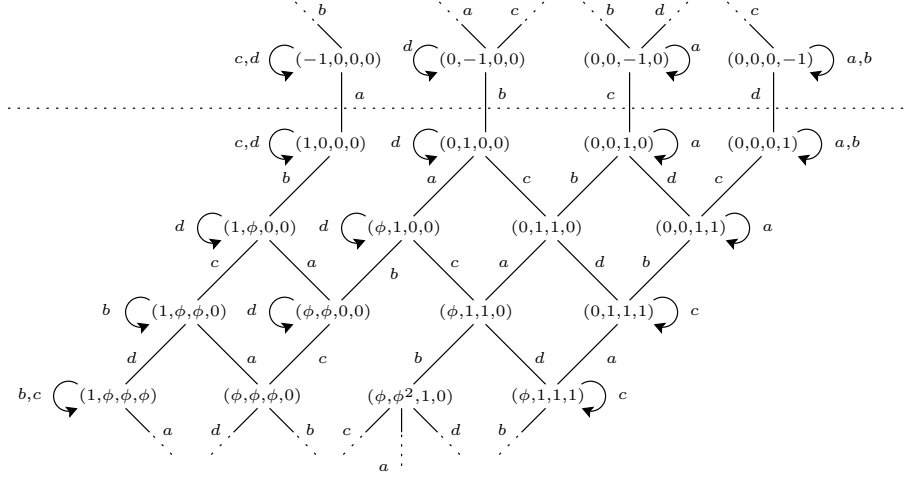 b a c b d c
c,d (−1,0,0,0) d (0,−1,0,0) (0,0,−1,0) a (0,0,0,−1) a,b
a b c d
c,d (1,0,0,0) d (0,1,0,0) (0,0,1,0) a (0,0,0,1) a,b
b a c b d c
d (1,ϕ,0,0) d (ϕ,1,0,0) (0,1,1,0) (0,0,1,1) a
c a b c a d b
b (1,ϕ,ϕ,0) d (ϕ,ϕ,0,0) (ϕ,1,1,0) (0,1,1,1) c
d a c b d a
b,c (1,ϕ,ϕ,ϕ) (ϕ,ϕ,ϕ,0) (ϕ,ϕ²,1,0) (ϕ,1,1,1) c
a d b c d b
a